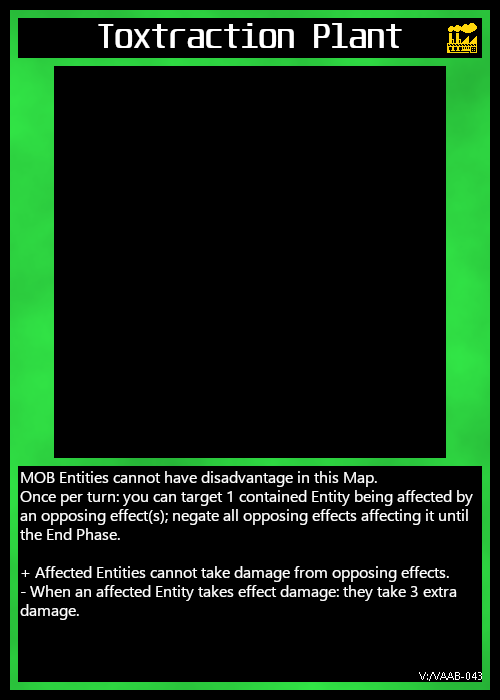 Toxtraction Plant
MOB Entities cannot have disadvantage in this Map.
Once per turn: you can target 1 contained Entity being affected by
an opposing effect(s); negate all opposing effects affecting it until
the End Phase.
+ Affected Entities cannot take damage from opposing effects.
- When an affected Entity takes effect damage: they take 3 extra
damage.
V:/VAAB-043